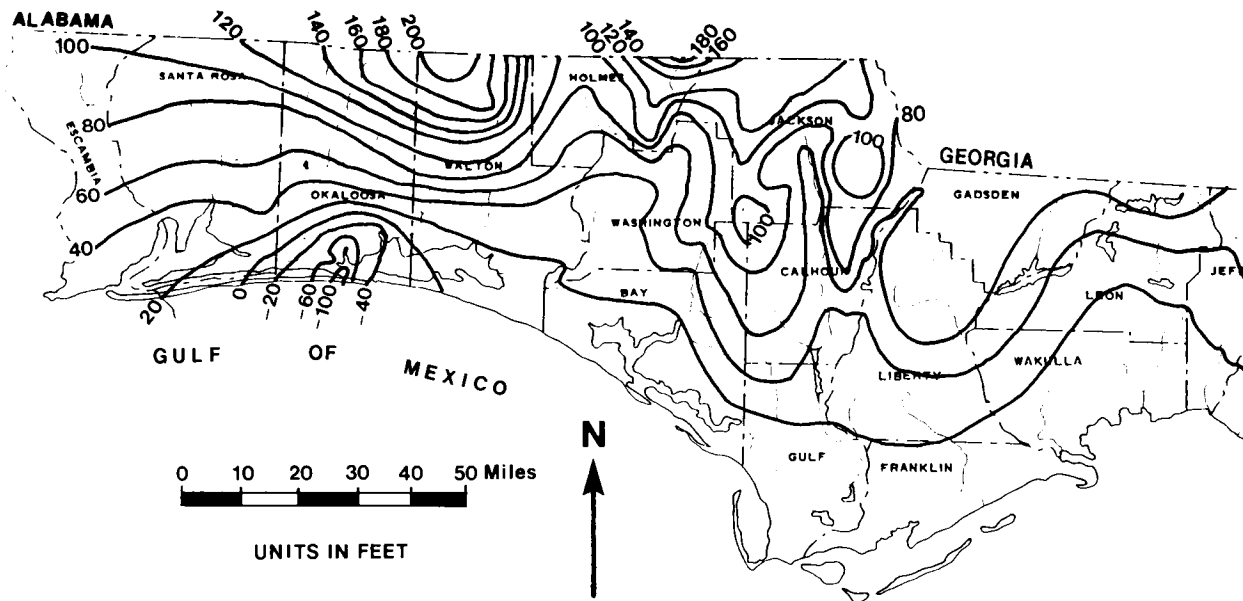 ALABAMA
120
140
160
180
200
100
120
140
180
160
100
SANTA ROSA
HOLMES
JACKSON
80
100
GEORGIA
80
ESCAMBIA
WALTON
GADSDEN
60
OKALOOSA
WASHINGTON
100
40
CALHOUN
JEFF
BAY
LEON
20
0
-20
-60
-100
-40
GULF OF MEXICO
LIBERTY
WAKULLA
N
GULF
FRANKLIN
0 10 20 30 40 50 Miles
UNITS IN FEET